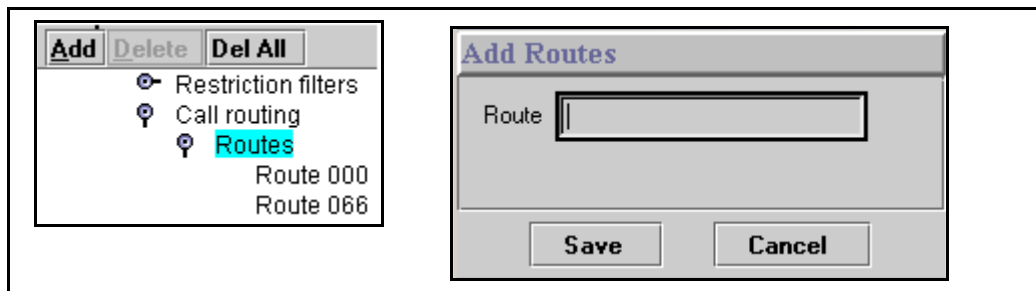 Add Delete Del All
Restriction filters
Call routing
Routes
Route 000
Route 066
Add Routes
Route
Save Cancel